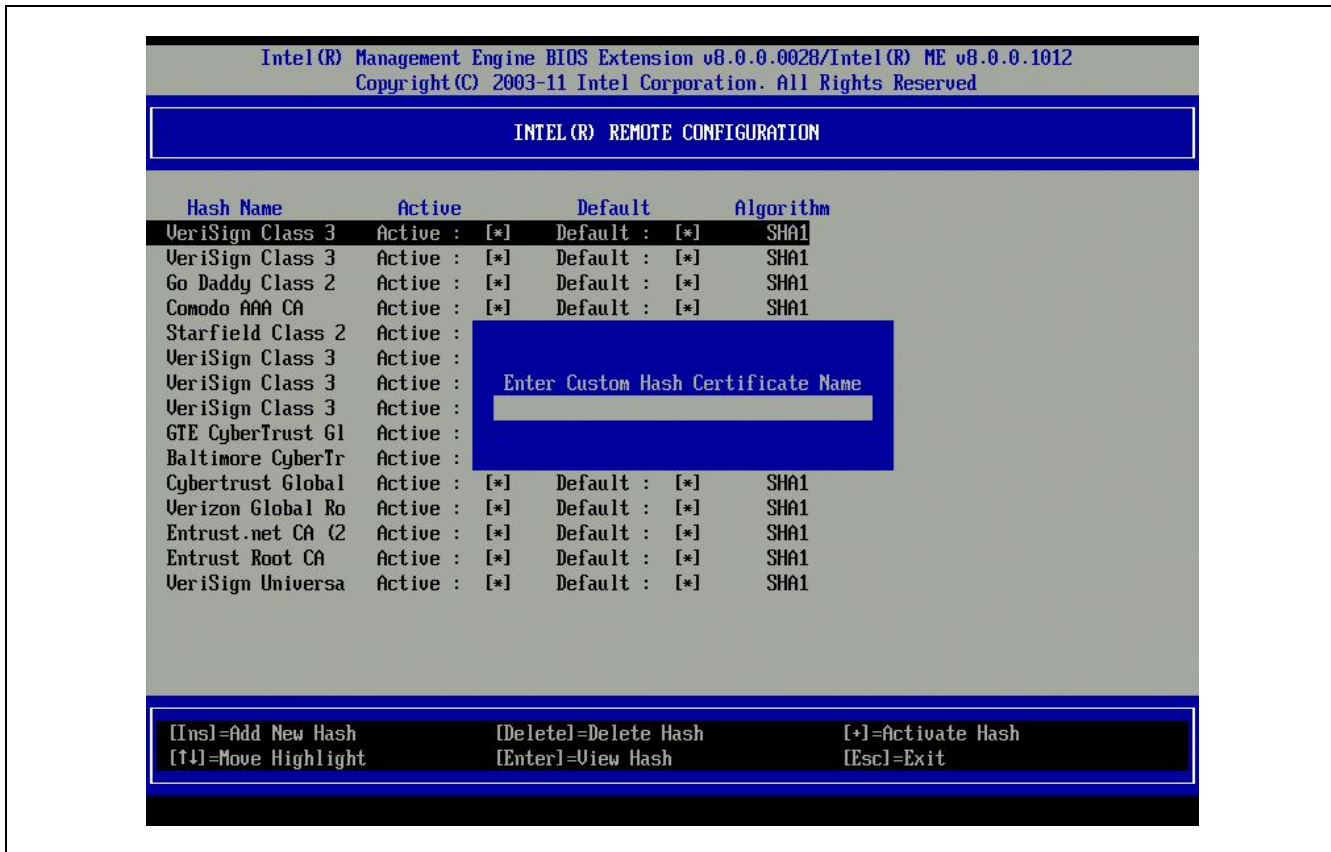 Intel(R) Management Engine BIOS Extension v8.0.0.0028/Intel(R) ME v8.0.0.1012
Copyright(C) 2003-11 Intel Corporation. All Rights Reserved
INTEL(R) REMOTE CONFIGURATION
Hash Name Active Default Algorithm
VeriSign Class 3 Active : [*] Default : [*] SHA1
VeriSign Class 3 Active : [*] Default : [*] SHA1
Go Daddy Class 2 Active : [*] Default : [*] SHA1
Comodo AAA CA Active : [*] Default : [*] SHA1
Starfield Class 2 Active :
VeriSign Class 3 Active :
VeriSign Class 3 Active :
Enter Custom Hash Certificate Name
VeriSign Class 3 Active :
GTE CyberTrust Gl Active :
Baltimore CyberTr Active :
Cybertrust Global Active : [*] Default : [*] SHA1
Verizon Global Ro Active : [*] Default : [*] SHA1
Entrust.net CA (2 Active : [*] Default : [*] SHA1
Entrust Root CA Active : [*] Default : [*] SHA1
VeriSign Universa Active : [*] Default : [*] SHA1
[Ins]=Add New Hash [Delete]=Delete Hash [+]=Activate Hash
[↑↓]=Move Highlight [Enter]=View Hash [Esc]=Exit